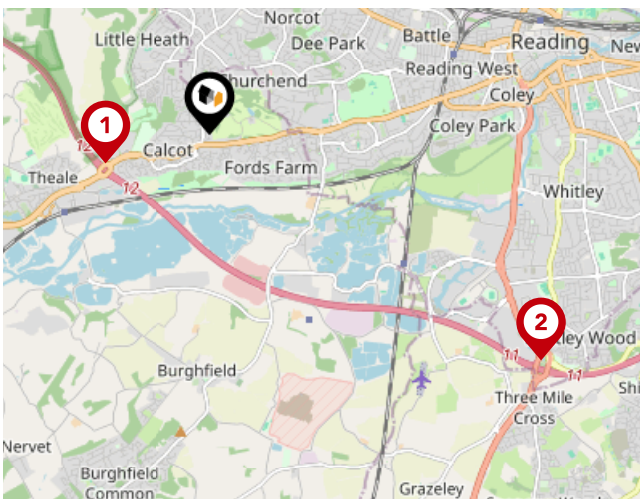 Norcot
Little Heath
Battle
Dee Park
Reading
New
Reading West
Churchend
Coley
1
12
Coley Park
Calcot
Fords Farm
Theale
12
Whitley
2
ley Wood
11
11
Burghfield
Shi
Three Mile
Cross
Nervet
Burghfield
Common
Grazeley